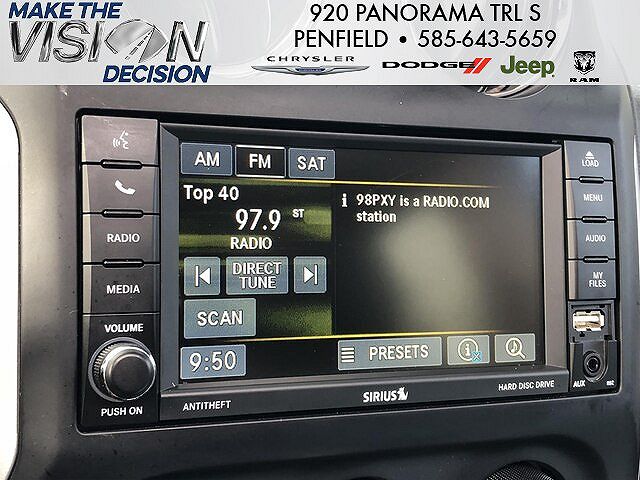 MAKE THE
VISION
DECISION
920 PANORAMA TRL S
PENFIELD • 585-643-5659
CHRYSLER
DODGE
Jeep
RAM
AM
FM
SAT
Top 40
97.9 ST
RADIO
DIRECT
TUNE
SCAN
9:50
i 98PXY is a RADIO.COM
station
PRESETS
RADIO
MEDIA
VOLUME
PUSH ON
ANTITHEFT
SIRIUS
HARD DISC DRIVE
LOAD
MENU
AUDIO
MY
FILES
AUX